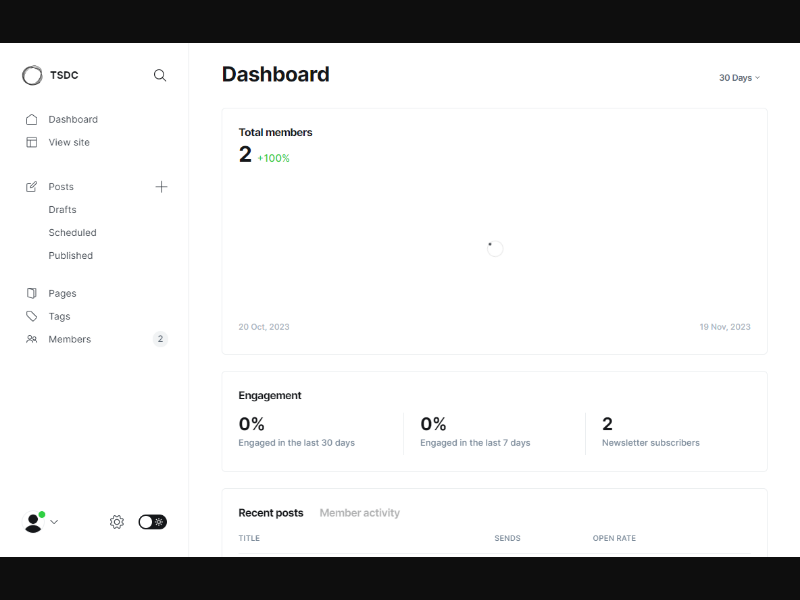 TSDC
Dashboard
View site
Posts
Drafts
Scheduled
Published
Pages
Tags
Members 2
Dashboard
30 Days
Total members
2 +100%
20 Oct, 2023
19 Nov, 2023
Engagement
0%
Engaged in the last 30 days
0%
Engaged in the last 7 days
2
Newsletter subscribers
Recent posts Member activity
TITLE SENDS OPEN RATE